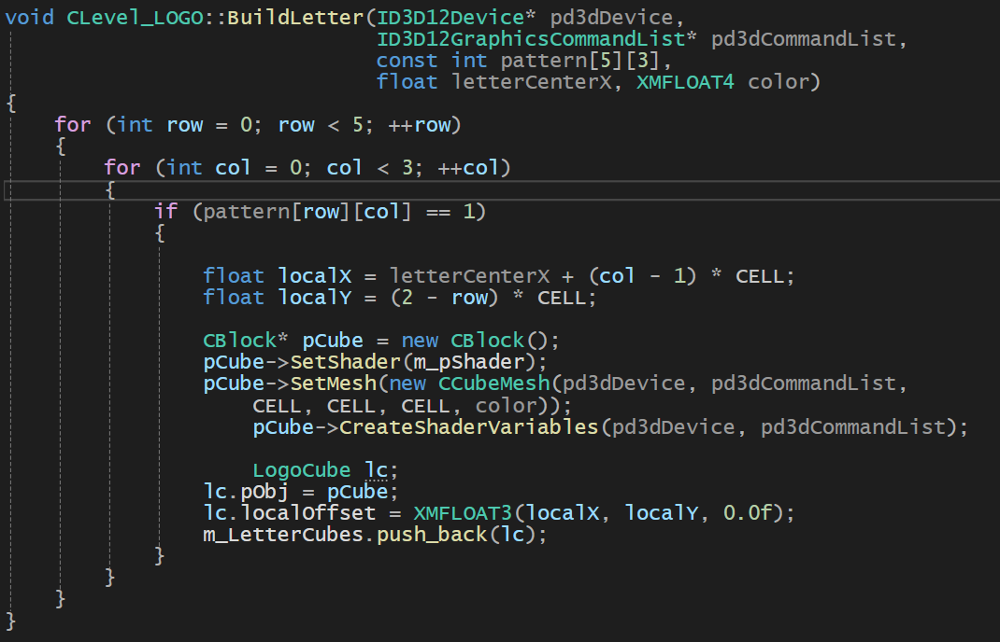 void CLevel_LOGO::BuildLetter(ID3D12Device* pd3dDevice,
                              ID3D12GraphicsCommandList* pd3dCommandList,
                              const int pattern[5][3],
                              float letterCenterX, XMFLOAT4 color)
{
    for (int row = 0; row < 5; ++row)
    {
        for (int col = 0; col < 3; ++col)
        {
            if (pattern[row][col] == 1)
            {

                float localX = letterCenterX + (col - 1) * CELL;
                float localY = (2 - row) * CELL;

                CBlock* pCube = new CBlock();
                pCube->SetShader(m_pShader);
                pCube->SetMesh(new CCubeMesh(pd3dDevice, pd3dCommandList,
                    CELL, CELL, CELL, color));
                    pCube->CreateShaderVariables(pd3dDevice, pd3dCommandList);

                    LogoCube lc;
                lc.pObj = pCube;
                lc.localOffset = XMFLOAT3(localX, localY, 0.0f);
                m_LetterCubes.push_back(lc);
            }
        }
    }
}